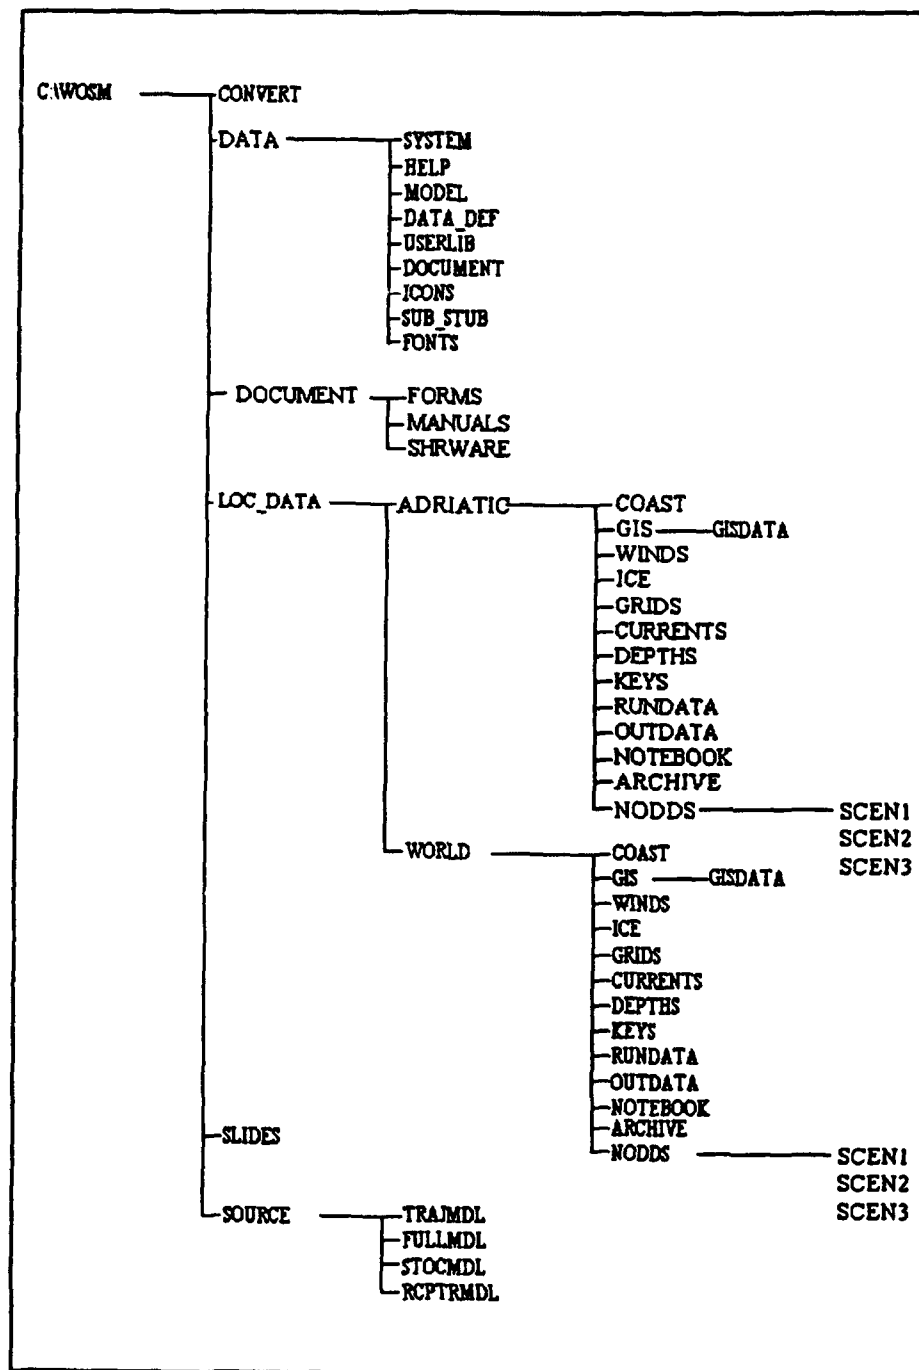 C:\WOSM CONVERT
DATA SYSTEM
HELP
MODEL
DATA_DEF
USERLIB
DOCUMENT
ICONS
SUB_STUB
FONTS
DOCUMENT FORMS
MANUALS
SHRWARE
LOC_DATA ADRIATIC COAST
GIS GISDATA
WINDS
ICE
GRIDS
CURRENTS
DEPTHS
KEYS
RUNDATA
OUTDATA
NOTEBOOK
ARCHIVE
NODDS SCEN1
SCEN2
SCEN3
WORLD COAST
GIS GISDATA
WINDS
ICE
GRIDS
CURRENTS
DEPTHS
KEYS
RUNDATA
OUTDATA
NOTEBOOK
ARCHIVE
NODDS SCEN1
SCEN2
SCEN3
SLIDES
SOURCE TRAJMDL
FULLMDL
STOCMDL
RCPTRMDL